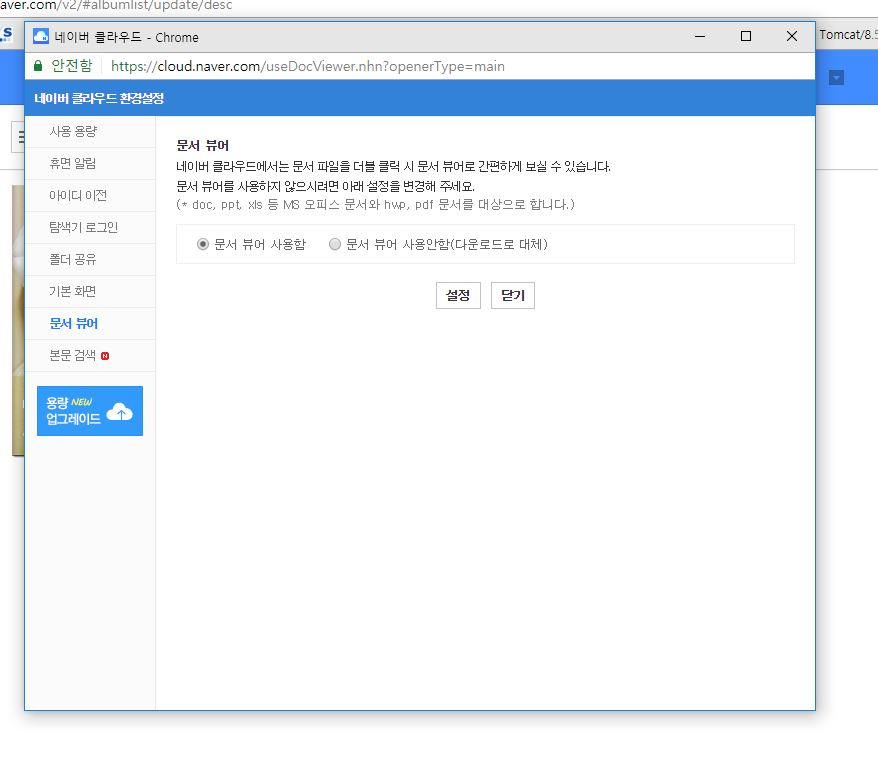 aver.com/v2/#albumlist/update/desc
네이버 클라우드 - Chrome
Tomcat/8.5
안전함
https://cloud.naver.com/useDocViewer.nhn?openerType=main
네이버 클라우드 환경설정
사용 용량
휴면 알림
아이디 이전
탐색기 로그인
폴더 공유
기본 화면
문서 뷰어
본문 검색 N
용량 NEW
업그레이드
문서 뷰어
네이버 클라우드에서는 문서 파일을 더블 클릭 시 문서 뷰어로 간편하게 보실 수 있습니다.
문서 뷰어를 사용하지 않으시려면 아래 설정을 변경해 주세요.
(* doc, ppt, xls 등 MS 오피스 문서와 hwp, pdf 문서를 대상으로 합니다.)
문서 뷰어 사용함 문서 뷰어 사용안함(다운로드로 대체)
설정 닫기